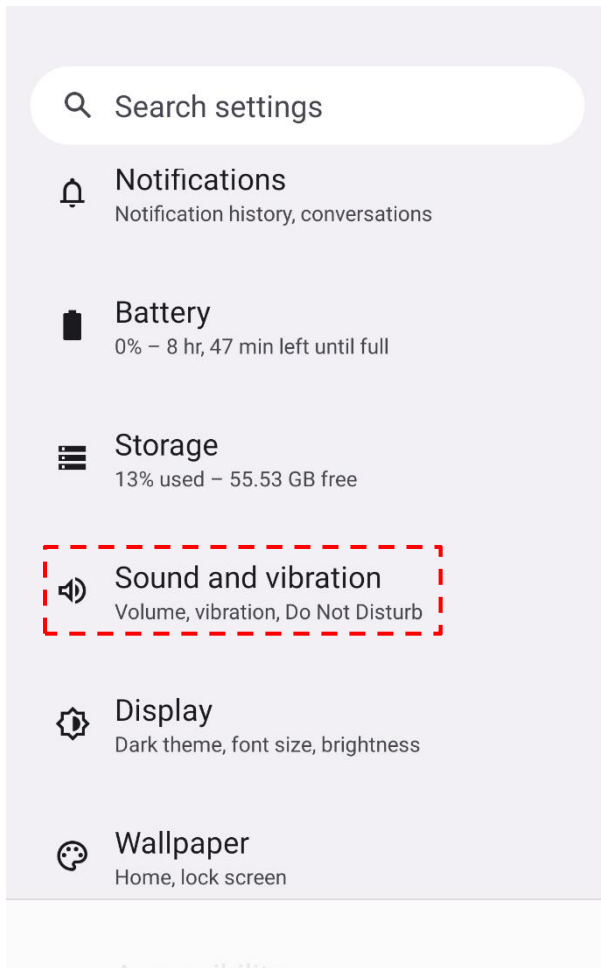 Search settings
Notifications
Notification history, conversations
Battery
0% – 8 hr, 47 min left until full
Storage
13% used – 55.53 GB free
Sound and vibration
Volume, vibration, Do Not Disturb
Display
Dark theme, font size, brightness
Wallpaper
Home, lock screen